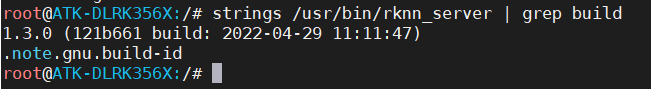 root@ATK-DLRK356X:/# strings /usr/bin/rknn_server | grep build
1.3.0 (121b661 build: 2022-04-29 11:11:47)
.note.gnu.build-id
root@ATK-DLRK356X:/#